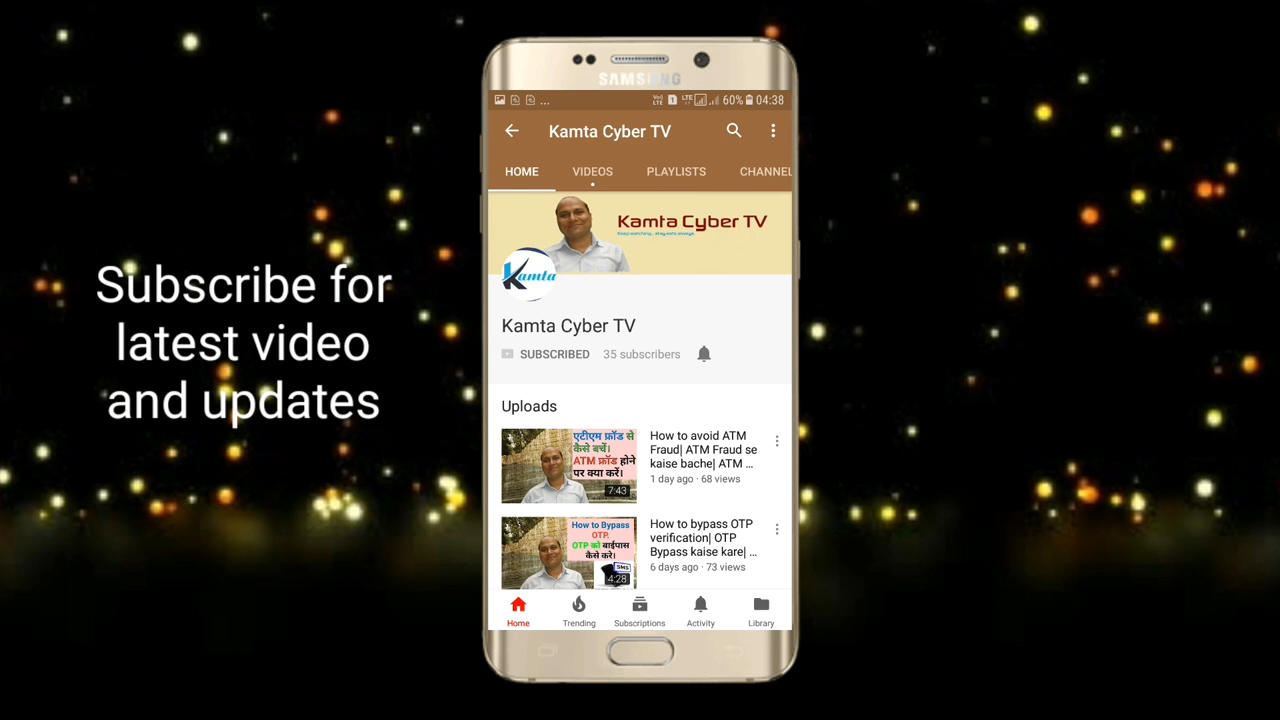 Subscribe for
latest video
and updates
SAMSUNG
... 60% 04:38
Kamta Cyber TV
HOME VIDEOS PLAYLISTS CHANNEL
Kamta Cyber TV
Kamta
Kamta Cyber TV
SUBSCRIBED 35 subscribers
Uploads
एटीएम फ्रॉड से
कैसे बचें।
ATM फ्रॉड होने
पर क्या करें।
7:43
How to avoid ATM
Fraud| ATM Fraud se
kaise bache| ATM ...
1 day ago · 68 views
How to Bypass
OTP.
OTP को बाईपास
कैसे करे।
SMS
4:28
How to bypass OTP
verification| OTP
Bypass kaise kare| ...
6 days ago · 73 views
Home Trending Subscriptions Activity Library